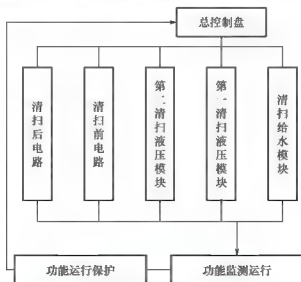 总控制盘
清扫后电路
清扫前电路
第二清扫液压模块
第一清扫液压模块
清扫给水模块
功能运行保护
功能监测运行